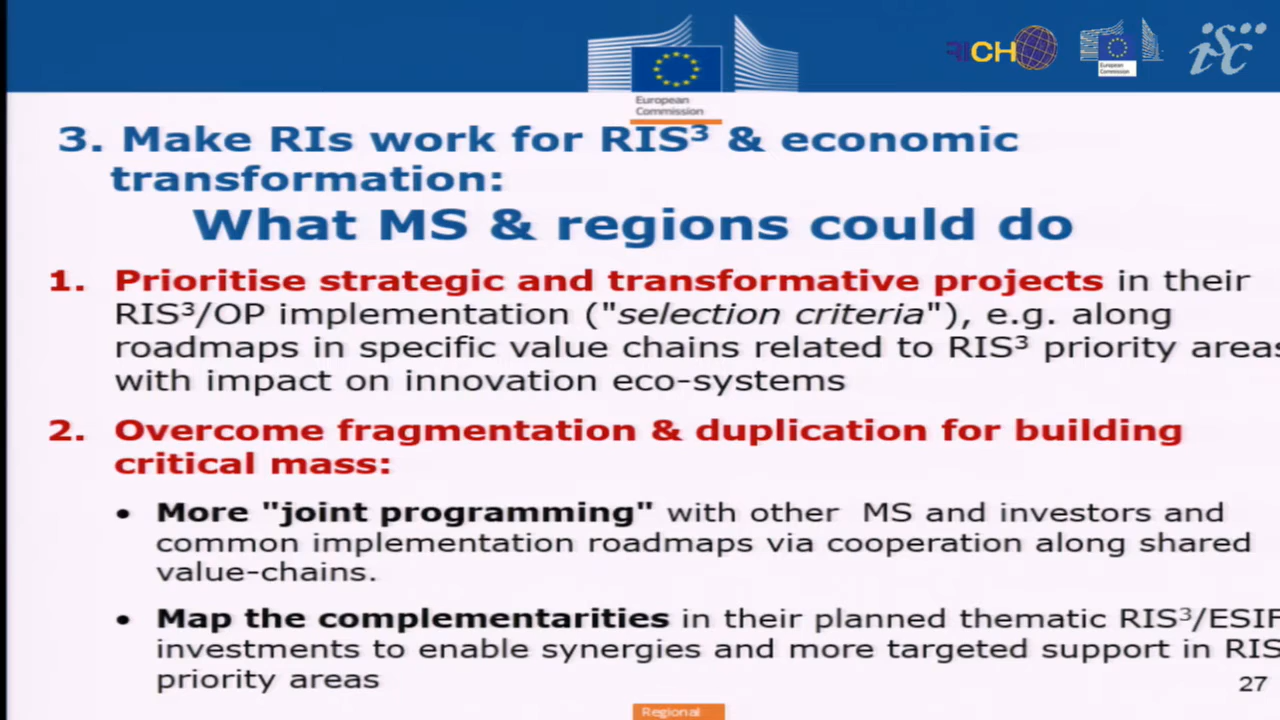 RICH
European
Commission
iSC
European
Commission
3. Make RIs work for RIS³ & economic
transformation:
What MS & regions could do
1. Prioritise strategic and transformative projects in their
RIS³/OP implementation ("selection criteria"), e.g. along
roadmaps in specific value chains related to RIS³ priority areas
with impact on innovation eco-systems
2. Overcome fragmentation & duplication for building
critical mass:
• More "joint programming" with other MS and investors and
common implementation roadmaps via cooperation along shared
value-chains.
• Map the complementarities in their planned thematic RIS³/ESIF
investments to enable synergies and more targeted support in RIS
priority areas
27
Regional